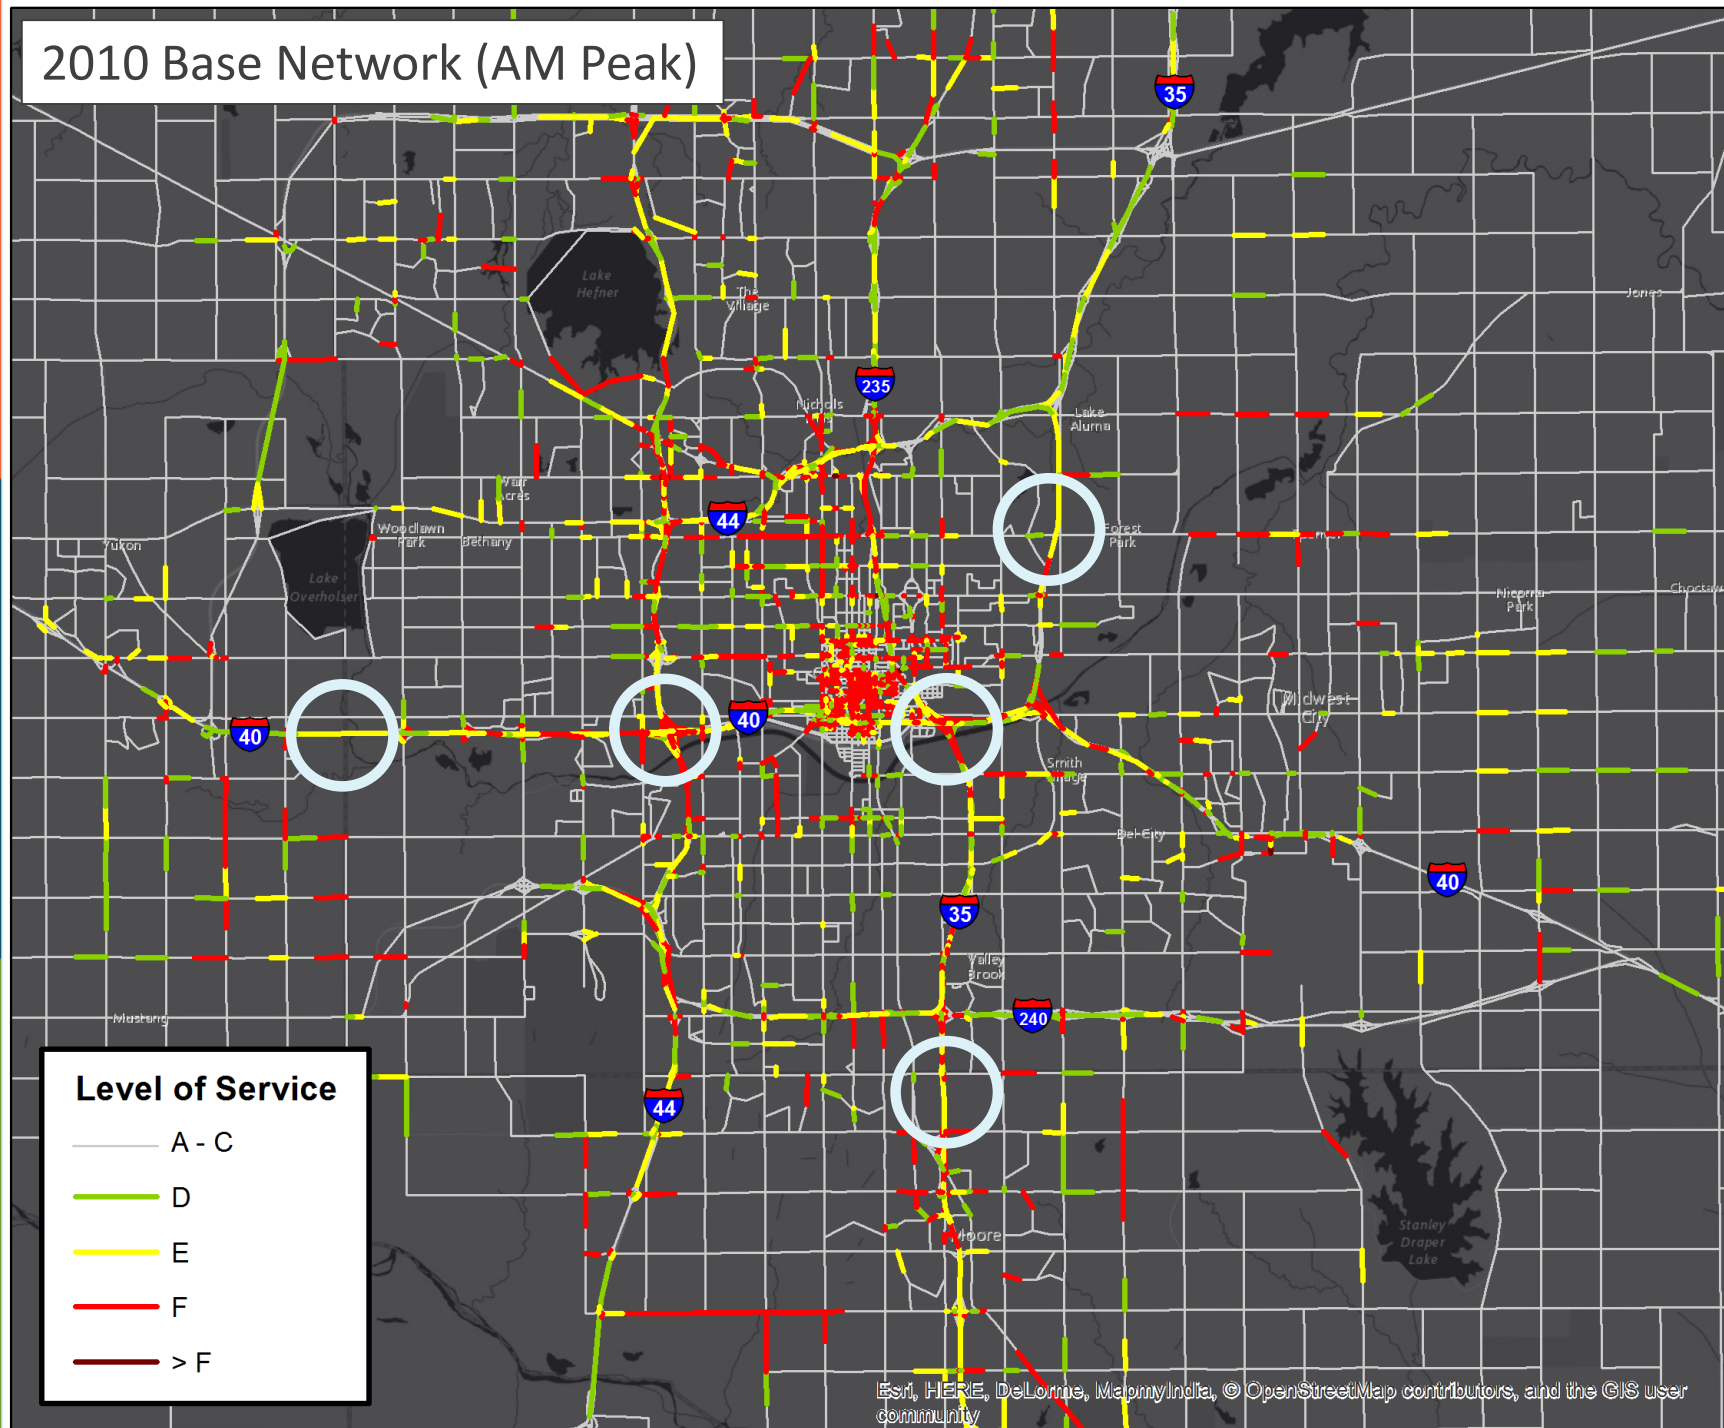 2010 Base Network (AM Peak)
35
Lake
Hefner
The
Village
Jones
235
Nichols
Lake
Aluma
Warr
Acres
44
Woodlawn
Park
Bethany
Forest
Park
Yukon
Lake
Overholser
Nicoma
Park
Choctaw
Midwest
City
40
40
Smith
Village
Del City
40
35
Valley
Brook
Mustang
240
44
Level of Service
A - C
D
E
F
> F
Stanley
Draper
Lake
Moore
Esri, HERE, DeLorme, MapmyIndia, © OpenStreetMap contributors, and the GIS user
community